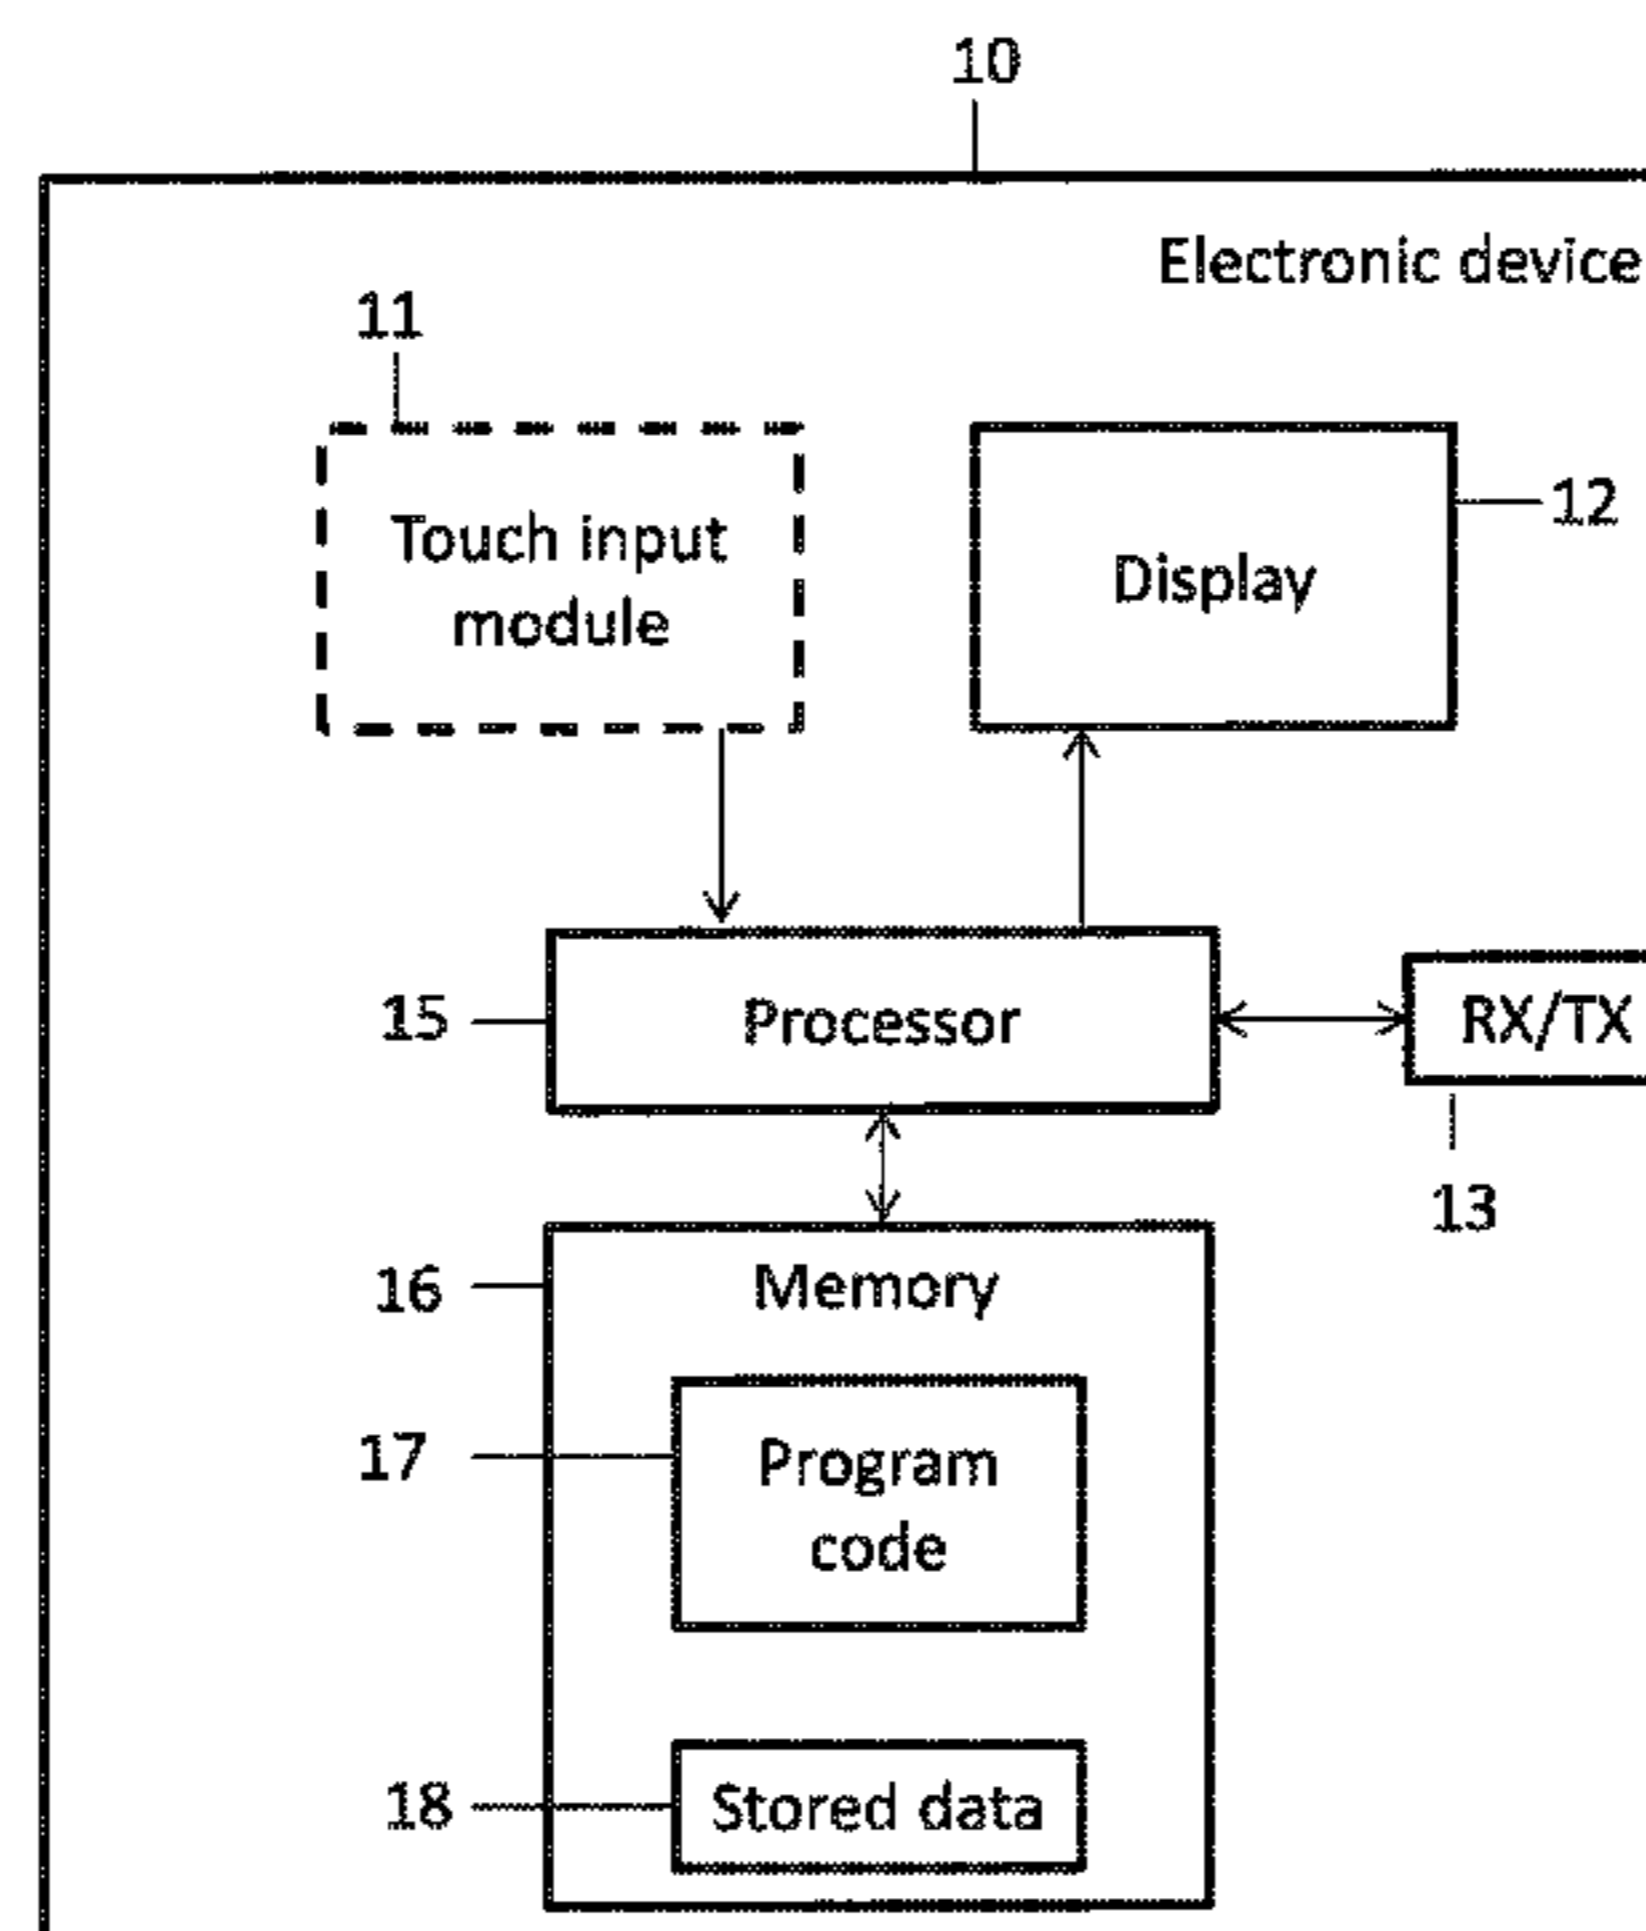 10
Electronic device
11
Touch input
module
12
Display
15
Processor
RX/TX
13
16
Memory
17
Program
code
18
Stored data